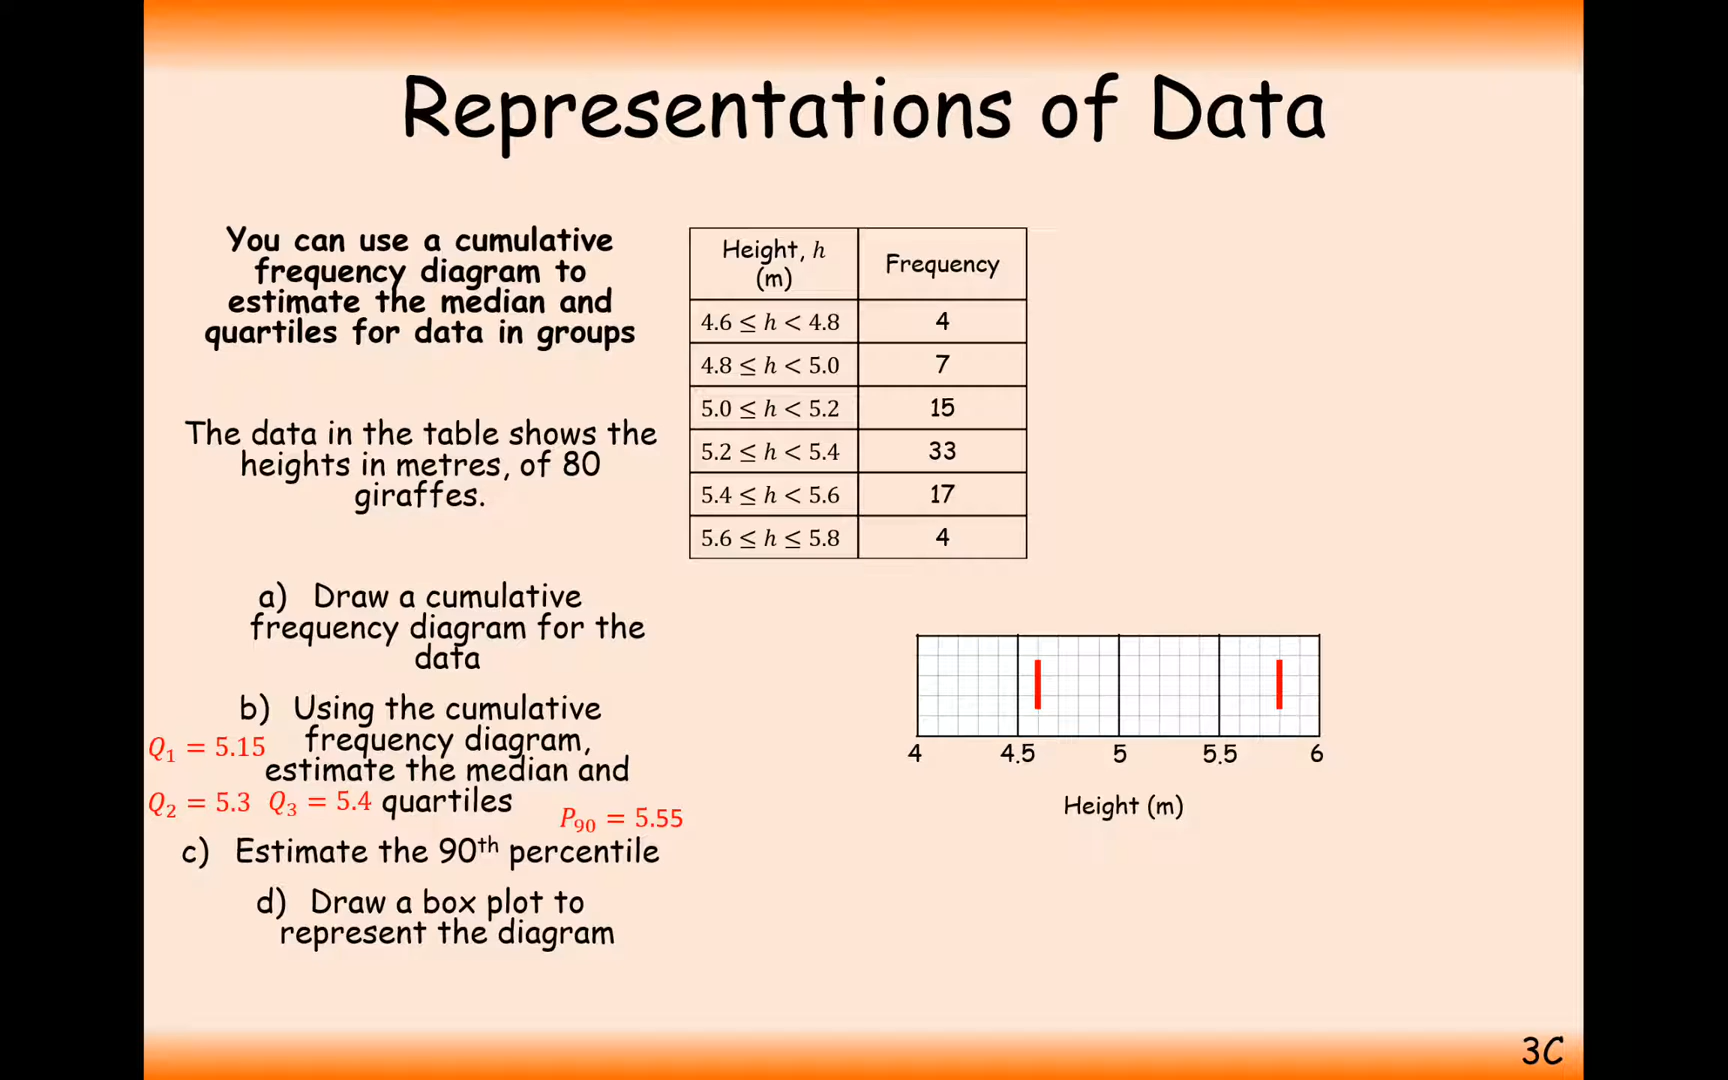 Representations of Data
You can use a cumulative
frequency diagram to
estimate the median and
quartiles for data in groups
The data in the table shows the
heights in metres, of 80
giraffes.
a) Draw a cumulative
frequency diagram for the
data
b) Using the cumulative
frequency diagram,
estimate the median and
quartiles
Q₁ = 5.15
Q₂ = 5.3 Q₃ = 5.4
P₉₀ = 5.55
c) Estimate the 90th percentile
d) Draw a box plot to
represent the diagram
Height, h (m) Frequency
4.6 ≤ h < 4.8 4
4.8 ≤ h < 5.0 7
5.0 ≤ h < 5.2 15
5.2 ≤ h < 5.4 33
5.4 ≤ h < 5.6 17
5.6 ≤ h ≤ 5.8 4
4 4.5 5 5.5 6
Height (m)
3C